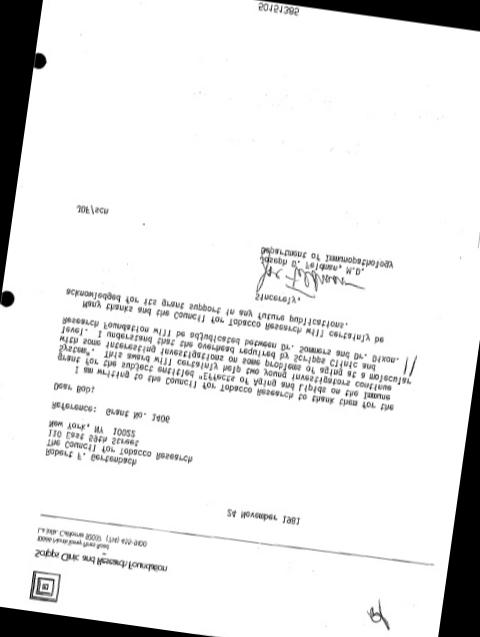 Scripps Clinic and Research Foundation
10666 North Torrey Pines Road
La Jolla, California 92037 (714) 455-9100
24 November 1981
Robert F. Gertenbach
The Council for Tobacco Research
110 East 59th Street
New York, NY 10022
Reference: Grant No. 1406
Dear Bob:
I am writing to the Council for Tobacco Research to thank them for the
grant for the subject entitled "Effects of Aging and Lipids on the Immune
System". This award will certainly help two young investigators continue
with some interesting investigations on some problems of aging at a molecular
level. I understand that the overhead required by Scripps Clinic and
Research Foundation will be adjudicated between Dr. Sommers and Dr. Dixon.
Many thanks and the Council for Tobacco Research will certainly be
acknowledged for its grant support in any future publications.
Sincerely,
Joe Feldman
Joseph D. Feldman, M.D.
Department of Immunopathology
JDF/scn
50151385